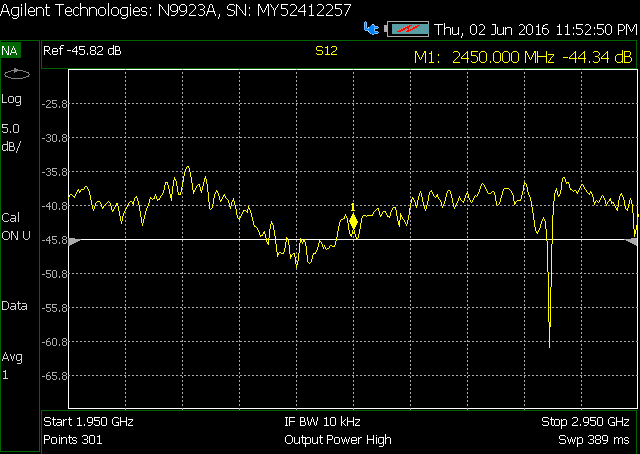 Agilent Technologies: N9923A, SN: MY52412257
Thu, 02 Jun 2016 11:52:50 PM
NA
Ref -45.82 dB
S12
M1: 2450.000 MHz -44.34 dB
Log
5.0
dB/
Cal
ON U
Data
Avg
1
-25.8
-30.8
-35.8
-40.8
-45.8
-50.8
-55.8
-60.8
-65.8
1
Start 1.950 GHz
IF BW 10 kHz
Stop 2.950 GHz
Points 301
Output Power High
Swp 389 ms